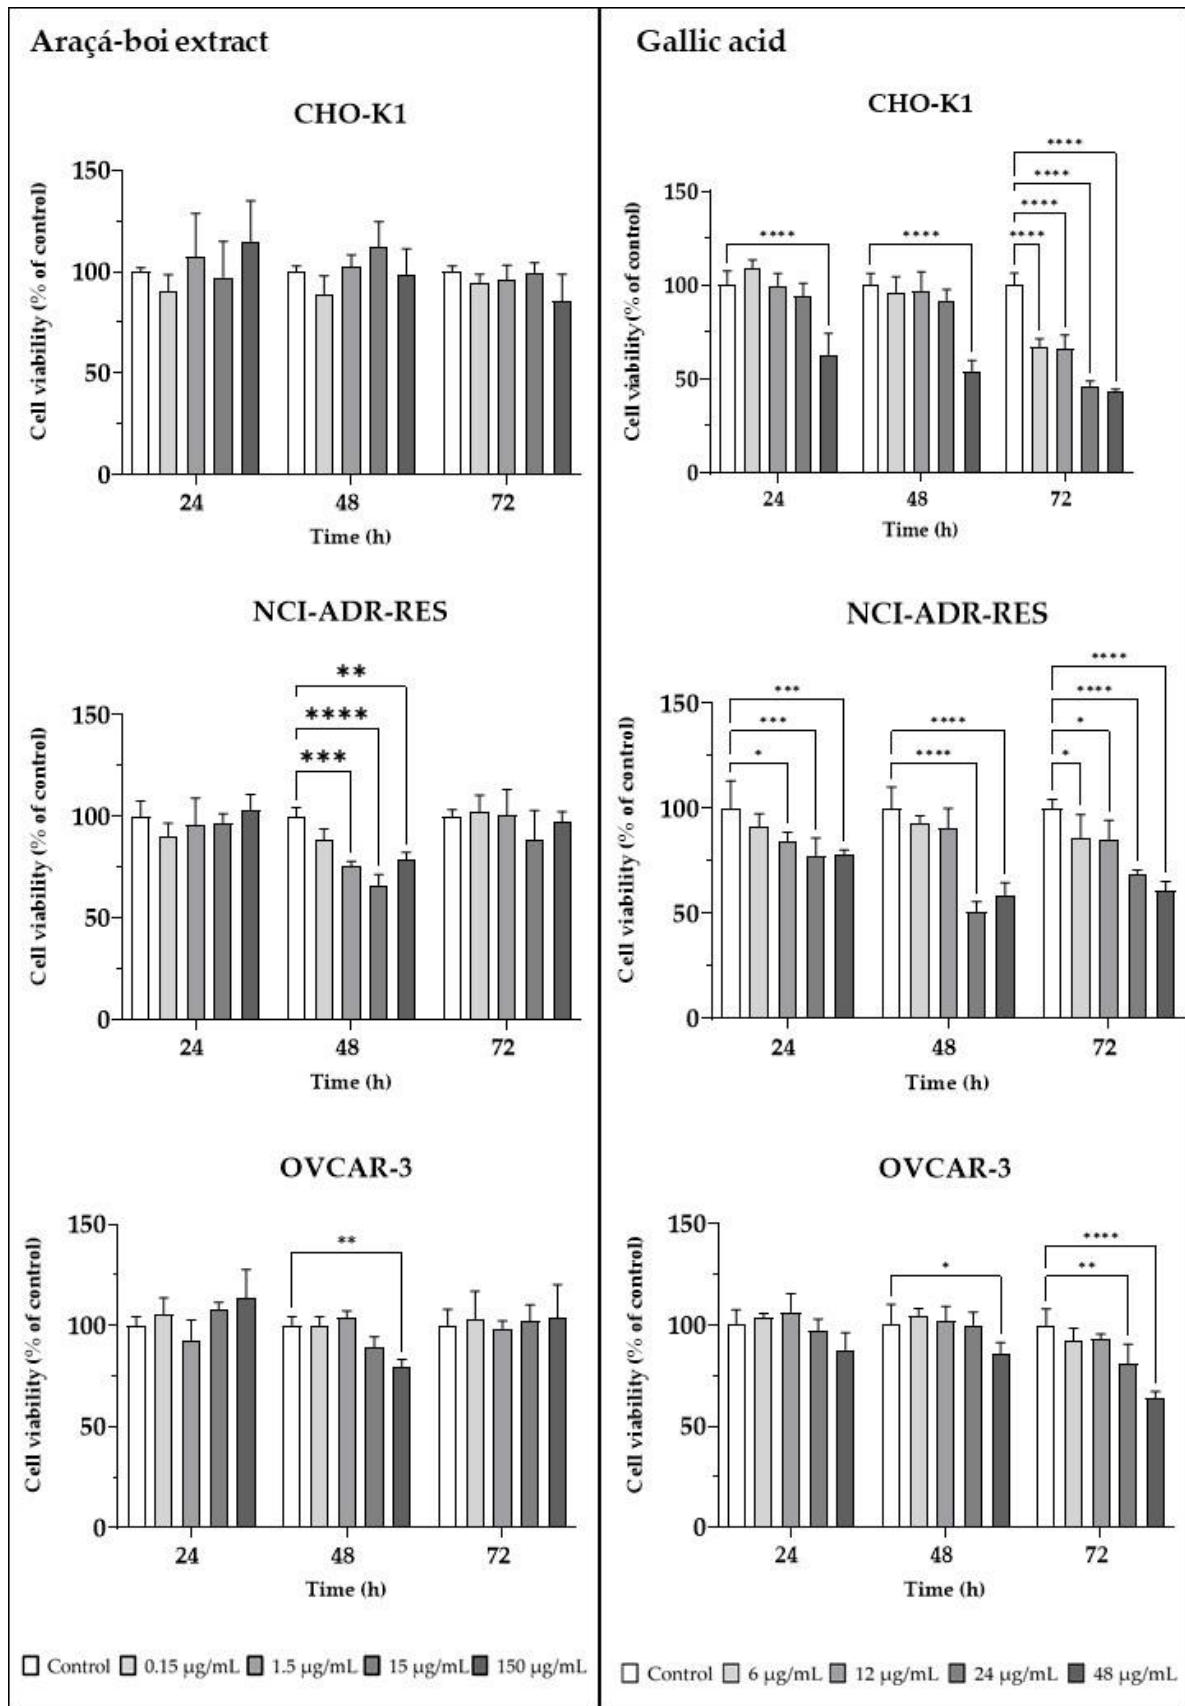 Araçá-boi extract
CHO-K1
Cell viability (% of control)
150
100
50
0
24
48
72
Time (h)
NCI-ADR-RES
**
****
***
Cell viability (% of control)
150
100
50
0
24
48
72
Time (h)
OVCAR-3
**
Cell viability (% of control)
150
100
50
0
24
48
72
Time (h)
Control 0.15 µg/mL 1.5 µg/mL 15 µg/mL 150 µg/mL
Gallic acid
CHO-K1
****
****
****
****
****
****
Cell viability (% of control)
150
100
50
0
24
48
72
Time (h)
NCI-ADR-RES
***
***
*
****
****
****
****
*
*
Cell viability (% of control)
150
100
50
0
24
48
72
Time (h)
OVCAR-3
*
****
**
Cell viability (% of control)
150
100
50
0
24
48
72
Time (h)
Control 6 µg/mL 12 µg/mL 24 µg/mL 48 µg/mL